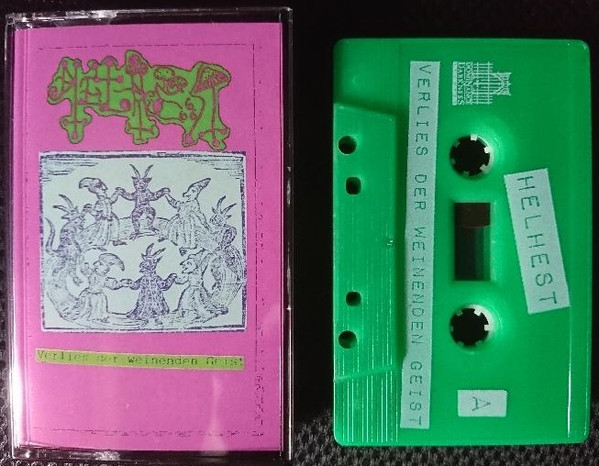 Verlies der Weinenden Geist
VERLIES DER WEINENDEN GEIST
HELHEST
A